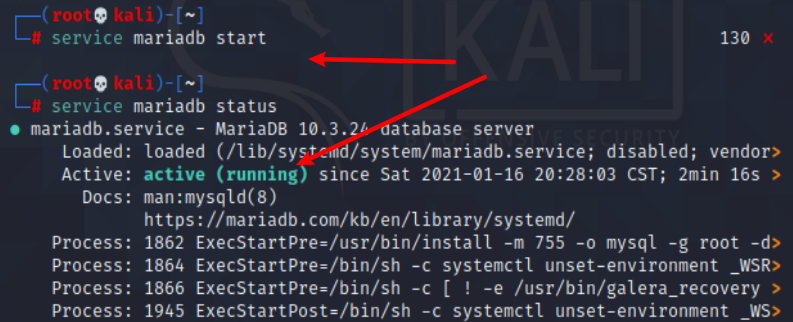 ┌──(root💀kali)-[~]
└─# service mariadb start 130 ⨯
┌──(root💀kali)-[~]
└─# service mariadb status
● mariadb.service - MariaDB 10.3.24 database server
Loaded: loaded (/lib/systemd/system/mariadb.service; disabled; vendor>
Active: active (running) since Sat 2021-01-16 20:28:03 CST; 2min 16s >
Docs: man:mysqld(8)
https://mariadb.com/kb/en/library/systemd/
Process: 1862 ExecStartPre=/usr/bin/install -m 755 -o mysql -g root -d>
Process: 1864 ExecStartPre=/bin/sh -c systemctl unset-environment _WSR>
Process: 1866 ExecStartPre=/bin/sh -c [ ! -e /usr/bin/galera_recovery >
Process: 1945 ExecStartPost=/bin/sh -c systemctl unset-environment _WS>
KALI